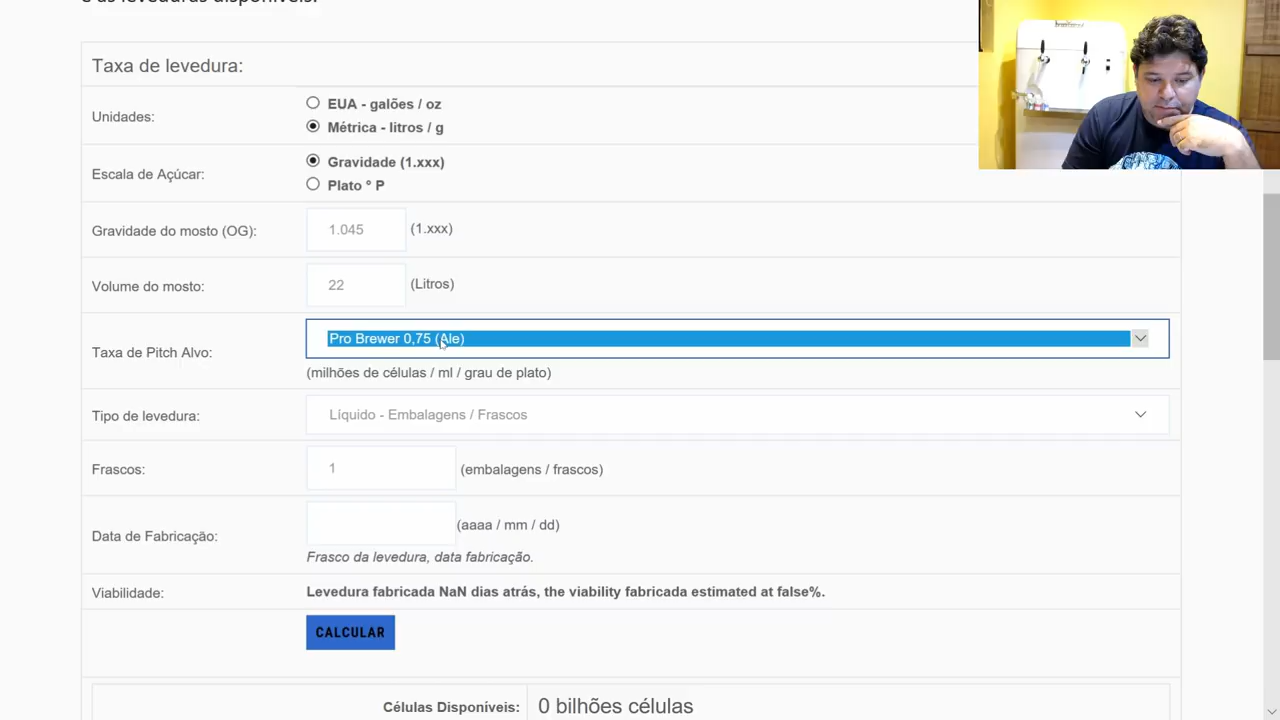 e as leveduras disponíveis.
Taxa de levedura:
Unidades:
EUA - galões / oz
Métrica - litros / g
Escala de Açúcar:
Gravidade (1.xxx)
Plato ° P
Gravidade do mosto (OG):
1.045
(1.xxx)
Volume do mosto:
22
(Litros)
Taxa de Pitch Alvo:
Pro Brewer 0,75 (Ale)
(milhões de células / ml / grau de plato)
Tipo de levedura:
Líquido - Embalagens / Frascos
Frascos:
1
(embalagens / frascos)
Data de Fabricação:
(aaaa / mm / dd)
Frasco da levedura, data fabricação.
Viabilidade:
Levedura fabricada NaN dias atrás, the viability fabricada estimated at false%.
CALCULAR
Células Disponíveis:
0 bilhões células